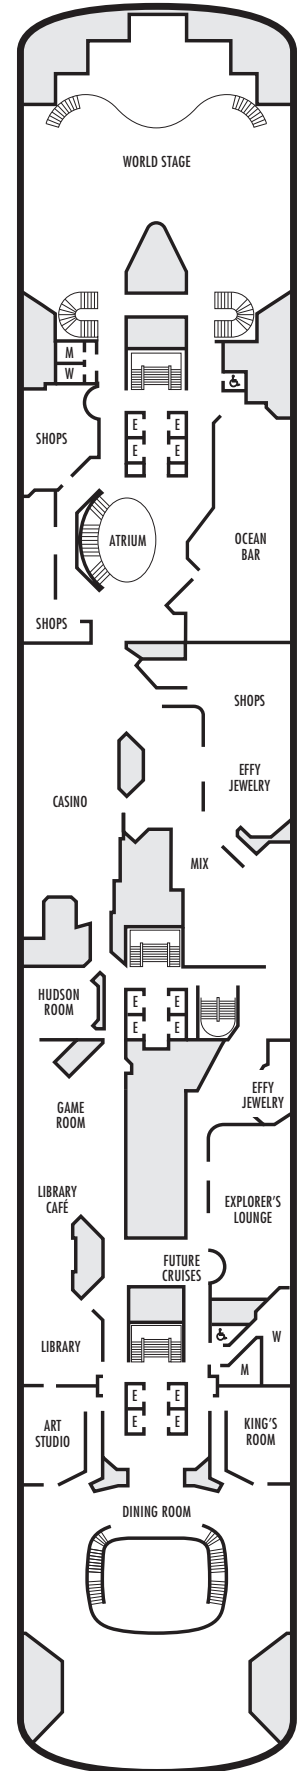 WORLD STAGE
M
W
SHOPS
E E
E E
ATRIUM
OCEAN
BAR
SHOPS
SHOPS
EFFY
JEWELRY
CASINO
MIX
HUDSON
ROOM
E E
E E
EFFY
JEWELRY
GAME
ROOM
LIBRARY
CAFÉ
EXPLORER'S
LOUNGE
FUTURE
CRUISES
LIBRARY
W
M
ART
STUDIO
E E
E E
KING'S
ROOM
DINING ROOM